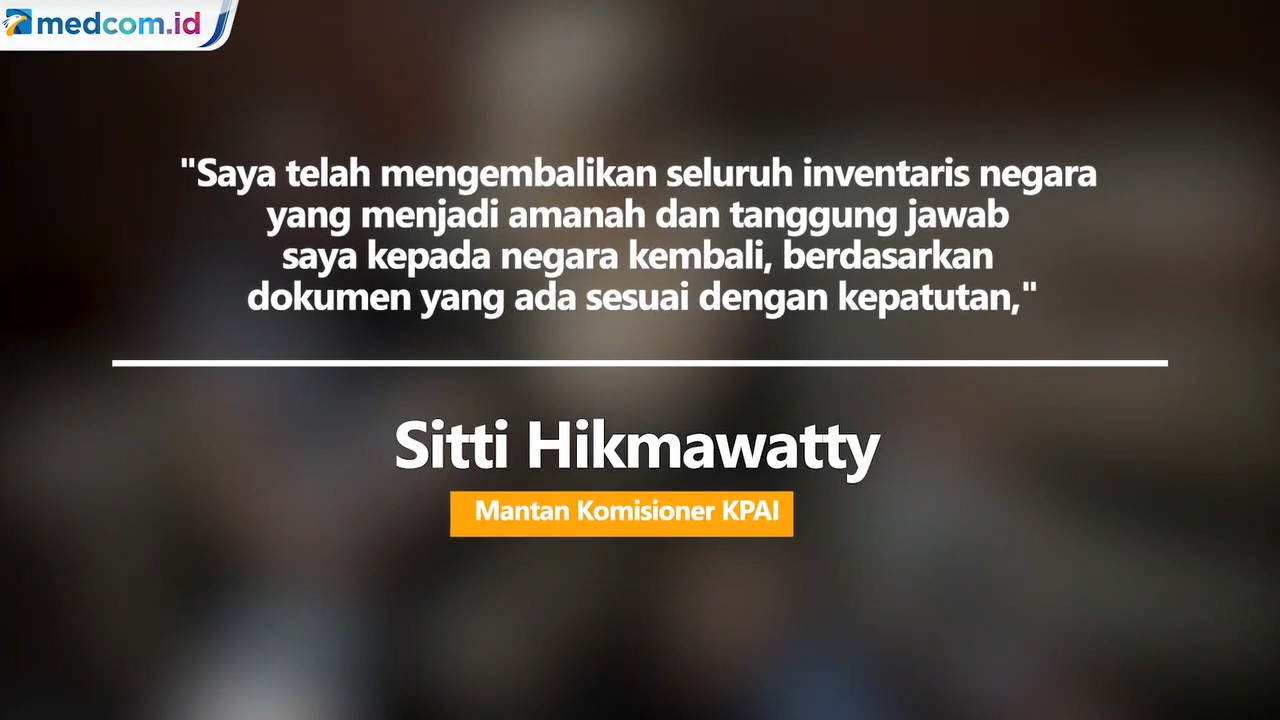 medcom.id
"Saya telah mengembalikan seluruh inventaris negara
yang menjadi amanah dan tanggung jawab
saya kepada negara kembali, berdasarkan
dokumen yang ada sesuai dengan kepatutan,"
Sitti Hikmawatty
Mantan Komisioner KPAI